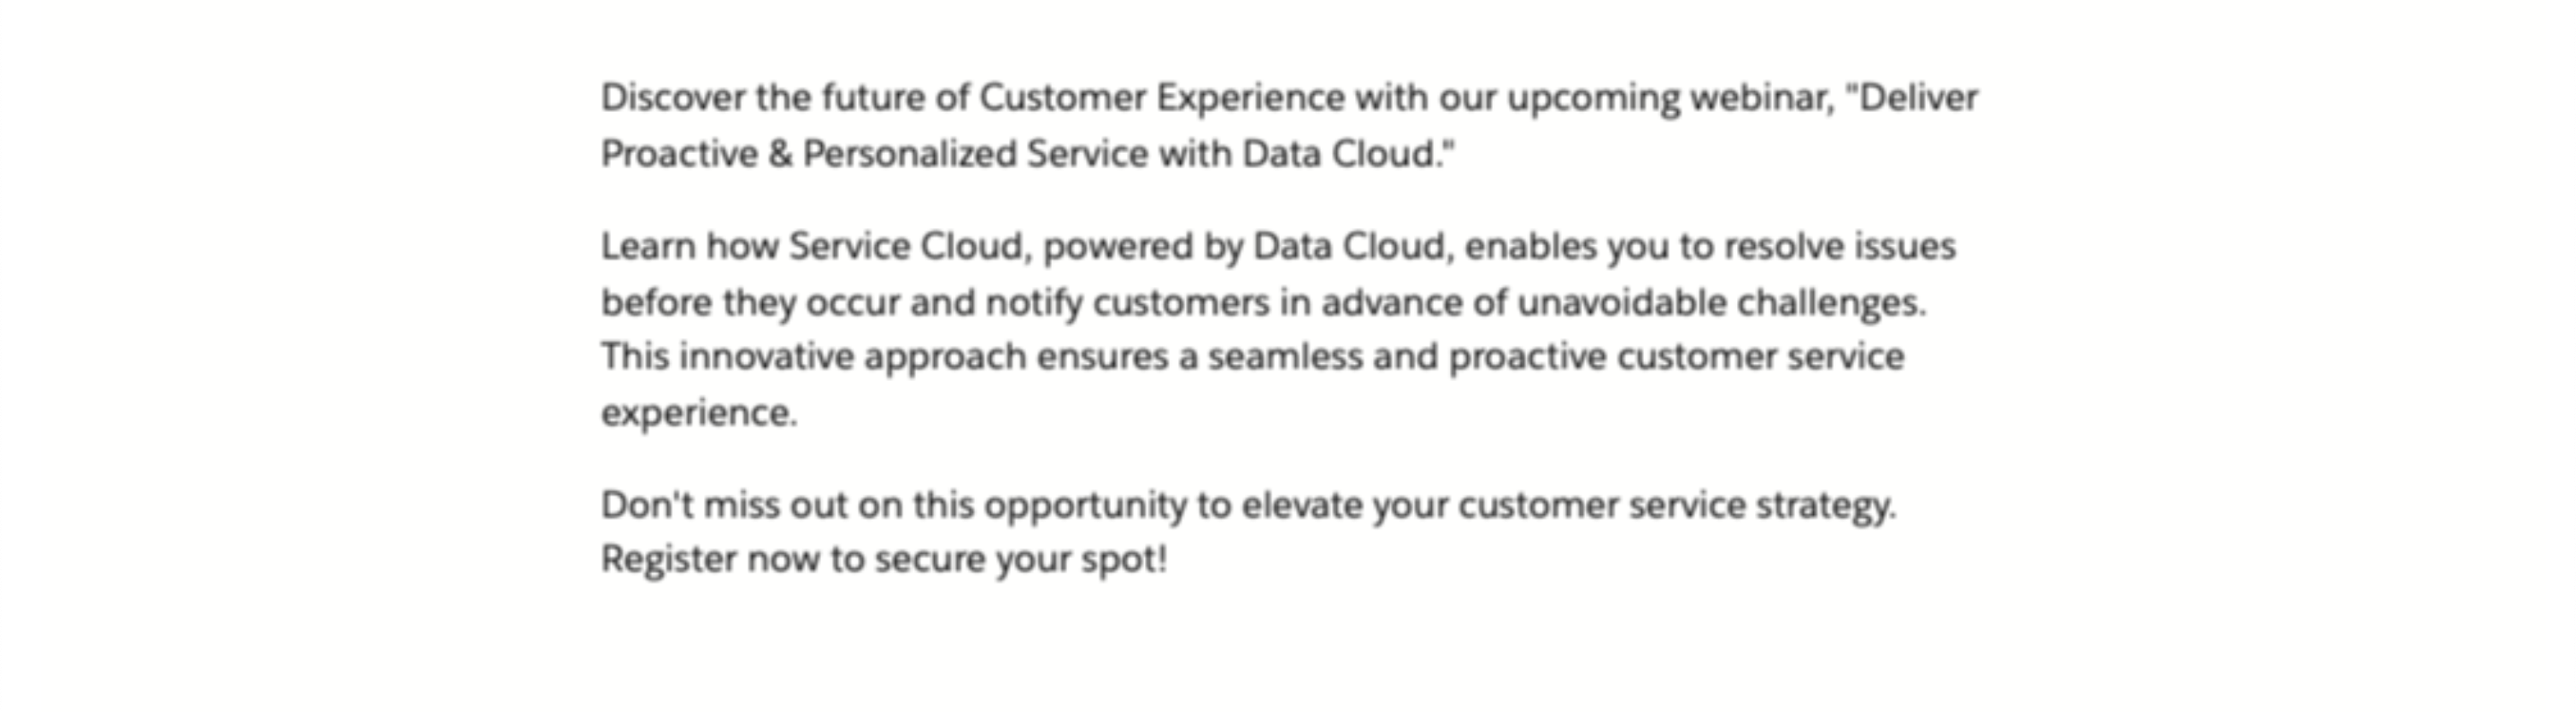 Discover the future of Customer Experience with our upcoming webinar, "Deliver
Proactive & Personalized Service with Data Cloud."
Learn how Service Cloud, powered by Data Cloud, enables you to resolve issues
before they occur and notify customers in advance of unavoidable challenges.
This innovative approach ensures a seamless and proactive customer service
experience.
Don't miss out on this opportunity to elevate your customer service strategy.
Register now to secure your spot!